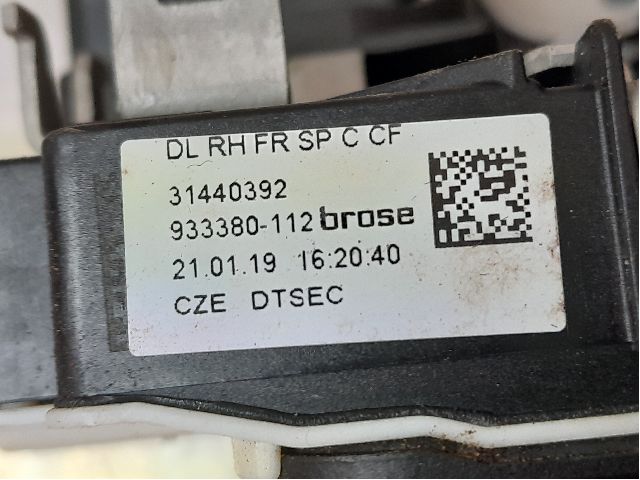 DL RH FR SP C CF
31440392
933380-112 brose
21.01.19 16:20:40
CZE DTSEC